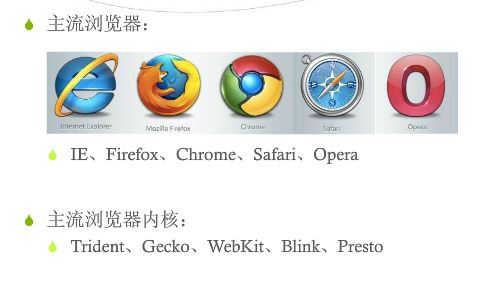 主流浏览器：
Internet Explorer Mozilla Firefox Chrome Safari Opera
IE、Firefox、Chrome、Safari、Opera
主流浏览器内核：
Trident、Gecko、WebKit、Blink、Presto